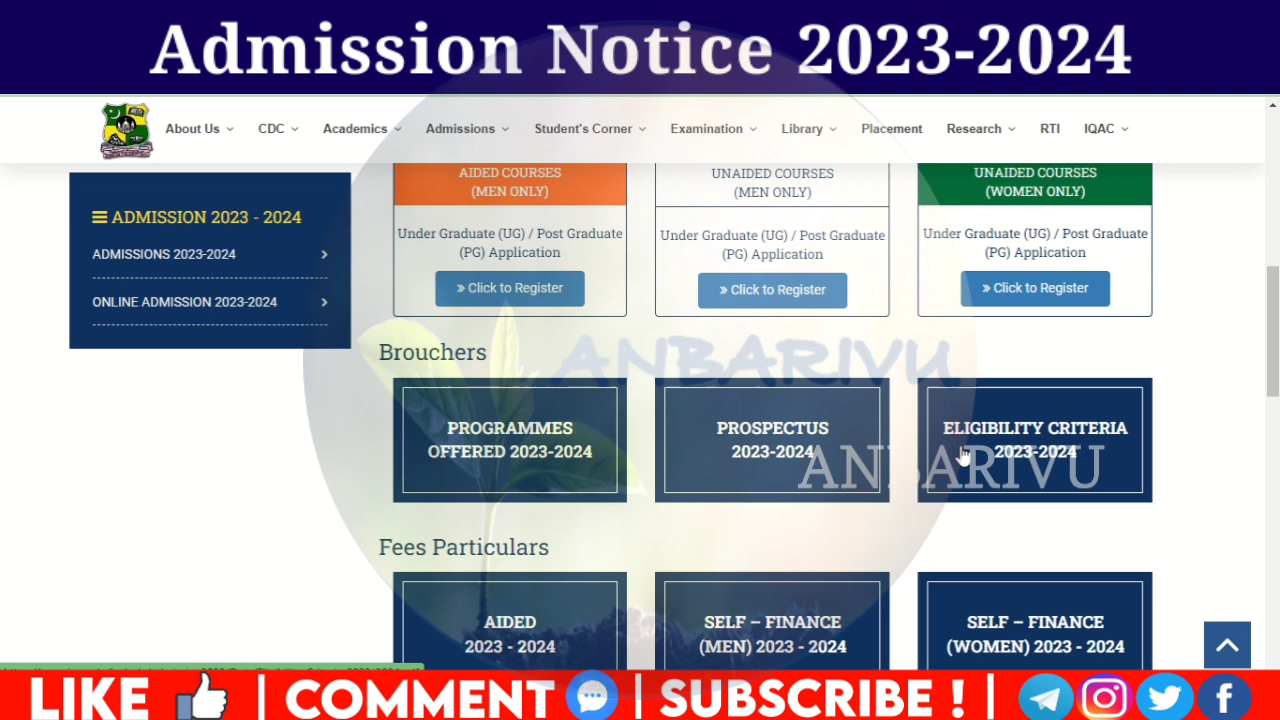 Admission Notice 2023-2024
About Us CDC Academics Admissions Student's Corner Examination Library Placement Research RTI IQAC
ADMISSION 2023 - 2024
ADMISSIONS 2023-2024
ONLINE ADMISSION 2023-2024
AIDED COURSES
(MEN ONLY)
Under Graduate (UG) / Post Graduate
(PG) Application
» Click to Register
UNAIDED COURSES
(MEN ONLY)
Under Graduate (UG) / Post Graduate
(PG) Application
» Click to Register
UNAIDED COURSES
(WOMEN ONLY)
Under Graduate (UG) / Post Graduate
(PG) Application
» Click to Register
Brouchers
ANBARIVU
PROGRAMMES
OFFERED 2023-2024
PROSPECTUS
2023-2024
ELIGIBILITY CRITERIA
2023-2024
ANBARIVU
Fees Particulars
AIDED
2023 - 2024
SELF – FINANCE
(MEN) 2023 - 2024
SELF – FINANCE
(WOMEN) 2023 - 2024
LIKE | COMMENT | SUBSCRIBE ! |